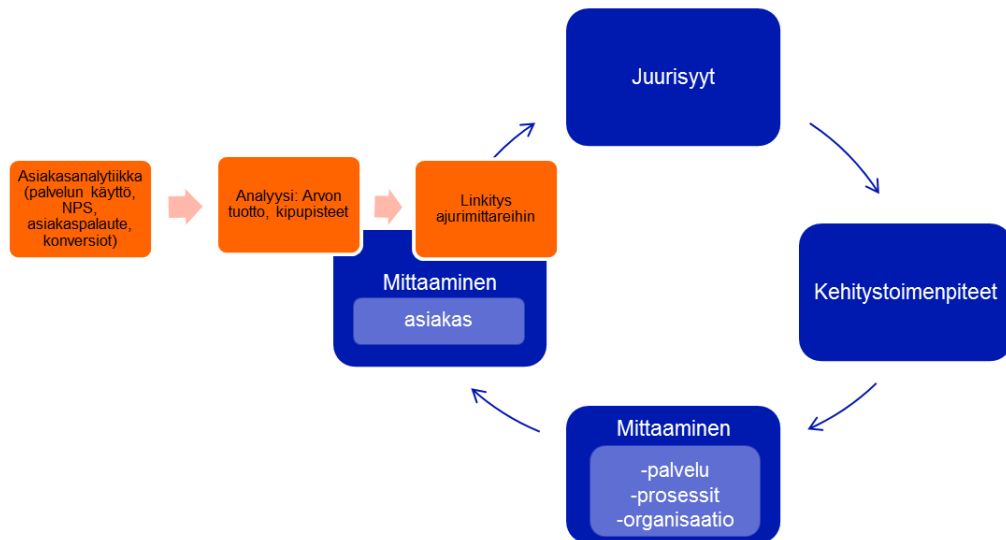 Juurisyyt
Asiakasanalytiikka
(palvelun käyttö,
NPS,
asiakaspalaute,
konversiot)
Analyysi: Arvon
tuotto, kipupisteet
Linkitys
ajurimittareihin
Mittaaminen
asiakas
Kehitystoimenpiteet
Mittaaminen
-palvelu
-prosessit
-organisaatio